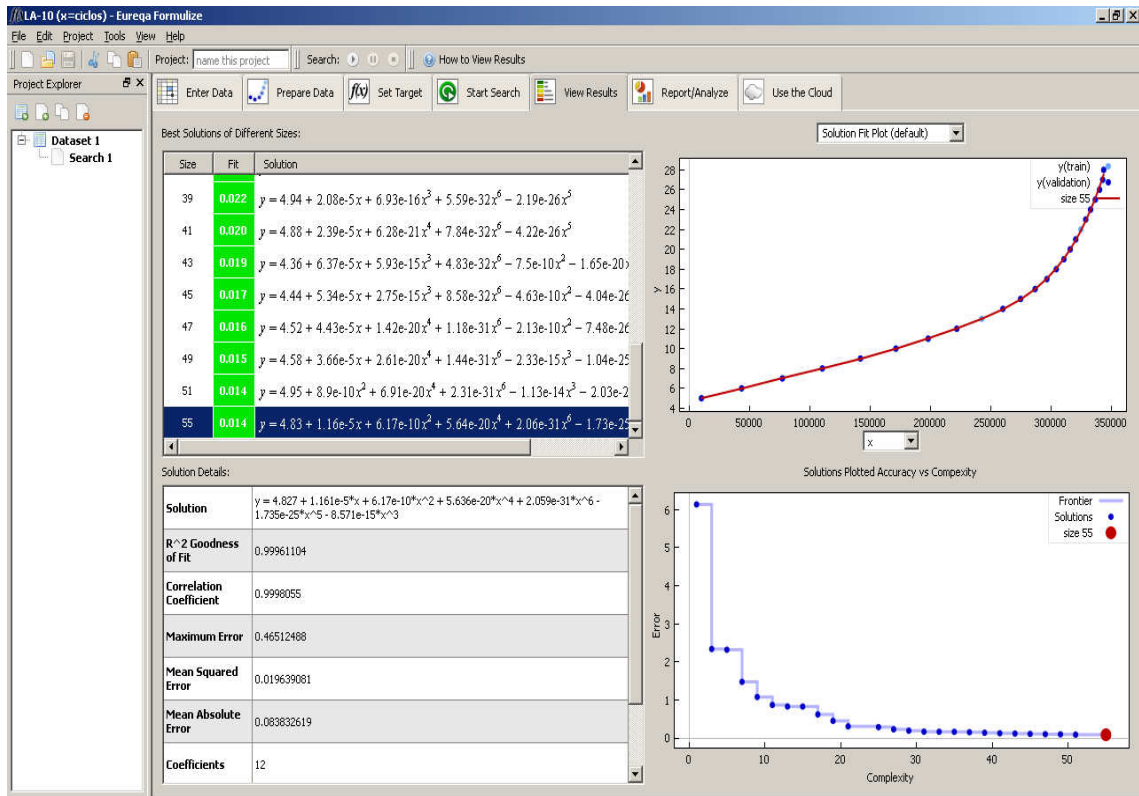 LA-10 (x=ciclos) - Eureqa Formulize
File Edit Project Tools View Help
Project: name this project Search: How to View Results
Project Explorer
Dataset 1
Search 1
Enter Data Prepare Data f(x) Set Target Start Search View Results Report/Analyze Use the Cloud
Best Solutions of Different Sizes:
Size Fit Solution
39 0.022 y = 4.94 + 2.08e-5x + 6.93e-16x^3 + 5.59e-32x^6 − 2.19e-26x^5
41 0.020 y = 4.88 + 2.39e-5x + 6.28e-21x^4 + 7.84e-32x^6 − 4.22e-26x^5
43 0.019 y = 4.36 + 6.37e-5x + 5.93e-15x^3 + 4.83e-32x^6 − 7.5e-10x^2 − 1.65e-20x
45 0.017 y = 4.44 + 5.34e-5x + 2.75e-15x^3 + 8.58e-32x^6 − 4.63e-10x^2 − 4.04e-26
47 0.016 y = 4.52 + 4.43e-5x + 1.42e-20x^4 + 1.18e-31x^6 − 2.13e-10x^2 − 7.48e-26
49 0.015 y = 4.58 + 3.66e-5x + 2.61e-20x^4 + 1.44e-31x^6 − 2.33e-15x^3 − 1.04e-25
51 0.014 y = 4.95 + 8.9e-10x^2 + 6.91e-20x^4 + 2.31e-31x^6 − 1.13e-14x^3 − 2.03e-2
55 0.014 y = 4.83 + 1.16e-5x + 6.17e-10x^2 + 5.64e-20x^4 + 2.06e-31x^6 − 1.73e-25
Solution Fit Plot (default)
y(train)
y(validation)
size 55
28
26
24
22
20
18
16
14
12
10
8
6
4
y
0 50000 100000 150000 200000 250000 300000 350000
x
Solution Details:
Solution y = 4.827 + 1.161e-5*x + 6.17e-10*x^2 + 5.636e-20*x^4 + 2.059e-31*x^6 -
1.735e-25*x^5 - 8.571e-15*x^3
R^2 Goodness
of Fit 0.99961104
Correlation
Coefficient 0.9998055
Maximum Error 0.46512488
Mean Squared
Error 0.019639081
Mean Absolute
Error 0.083832619
Coefficients 12
Solutions Plotted Accuracy vs Compexity
Frontier
Solutions
size 55
6
5
4
3
2
1
0
Error
0 10 20 30 40 50
Complexity